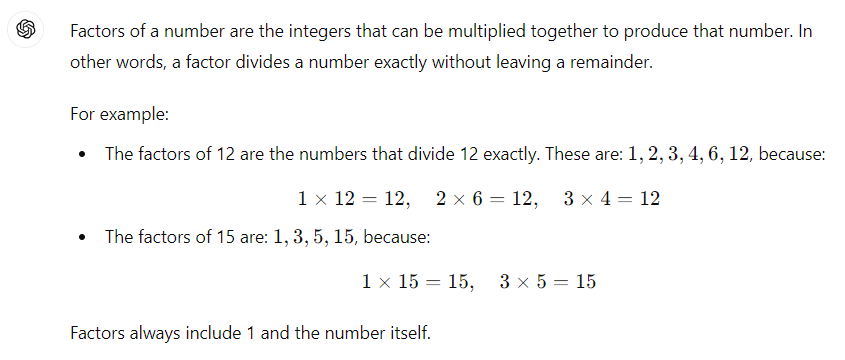 Factors of a number are the integers that can be multiplied together to produce that number. In
other words, a factor divides a number exactly without leaving a remainder.
For example:
• The factors of 12 are the numbers that divide 12 exactly. These are: 1, 2, 3, 4, 6, 12, because:
1 × 12 = 12, 2 × 6 = 12, 3 × 4 = 12
• The factors of 15 are: 1, 3, 5, 15, because:
1 × 15 = 15, 3 × 5 = 15
Factors always include 1 and the number itself.